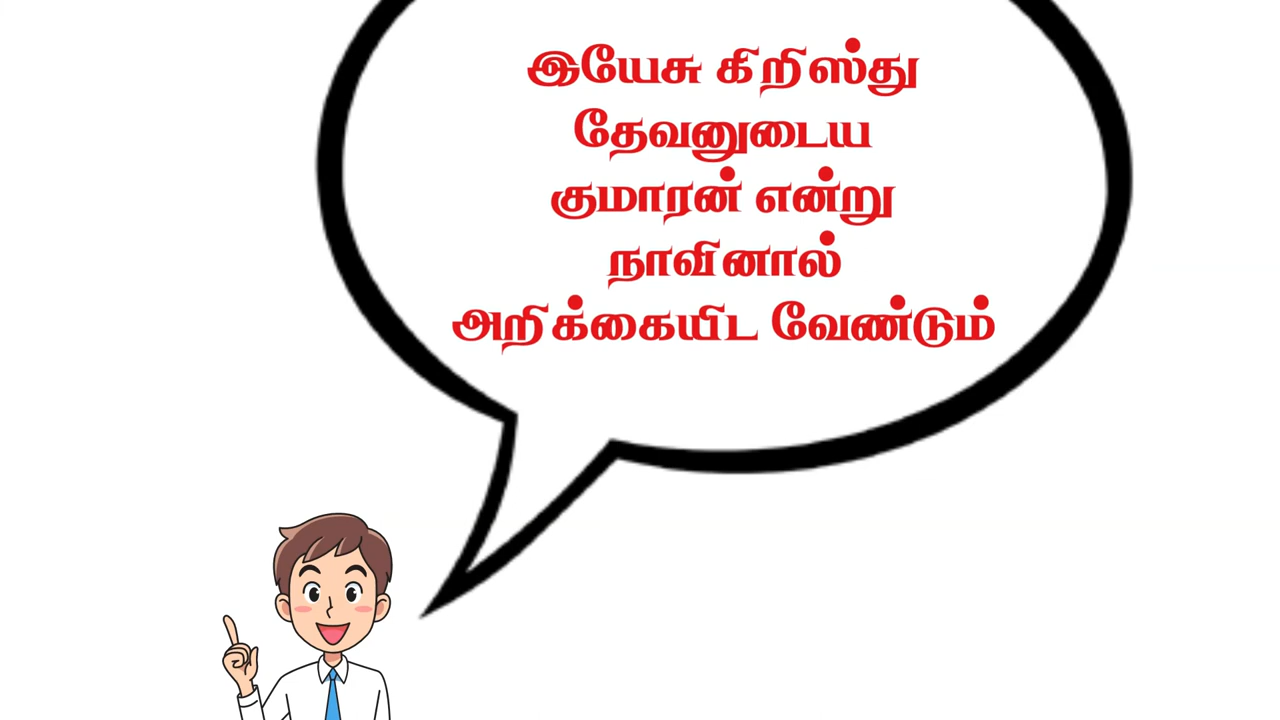 இயேசு கிறிஸ்து
தேவனுடைய
குமாரன் என்று
நாவினால்
அறிக்கையிட வேண்டும்